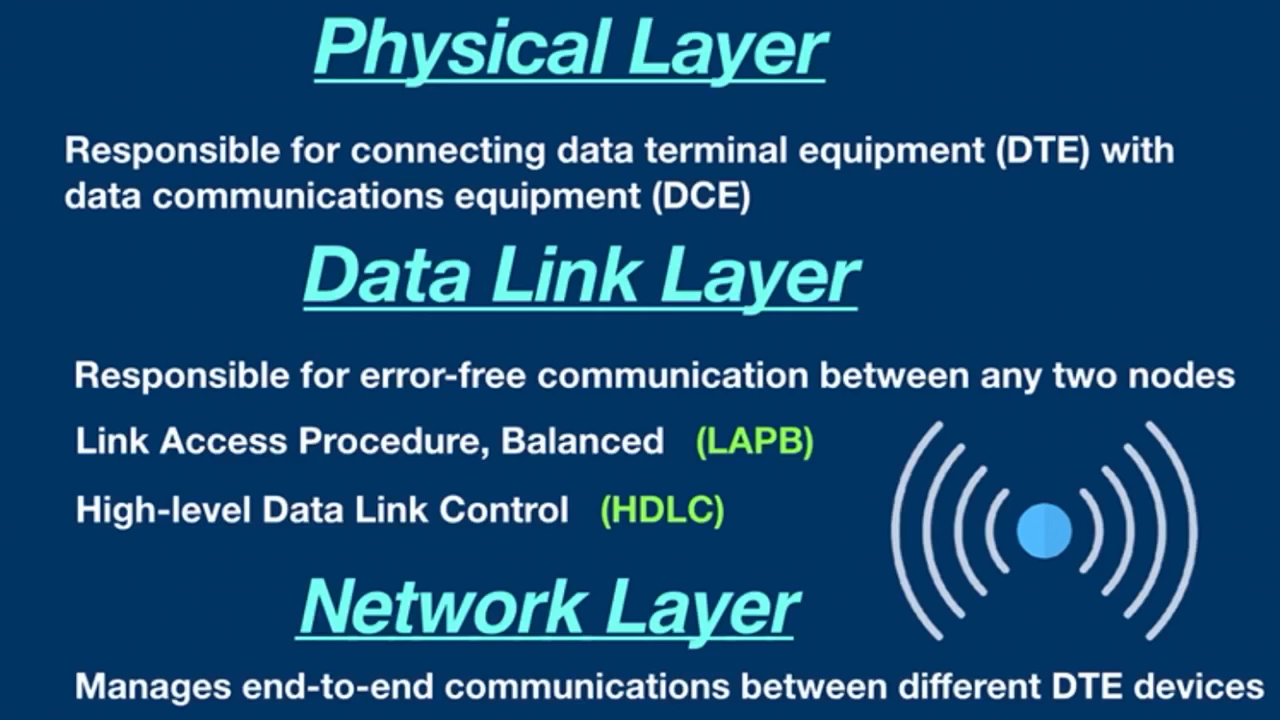 Physical Layer
Responsible for connecting data terminal equipment (DTE) with
data communications equipment (DCE)
Data Link Layer
Responsible for error-free communication between any two nodes
Link Access Procedure, Balanced (LAPB)
High-level Data Link Control (HDLC)
Network Layer
Manages end-to-end communications between different DTE devices